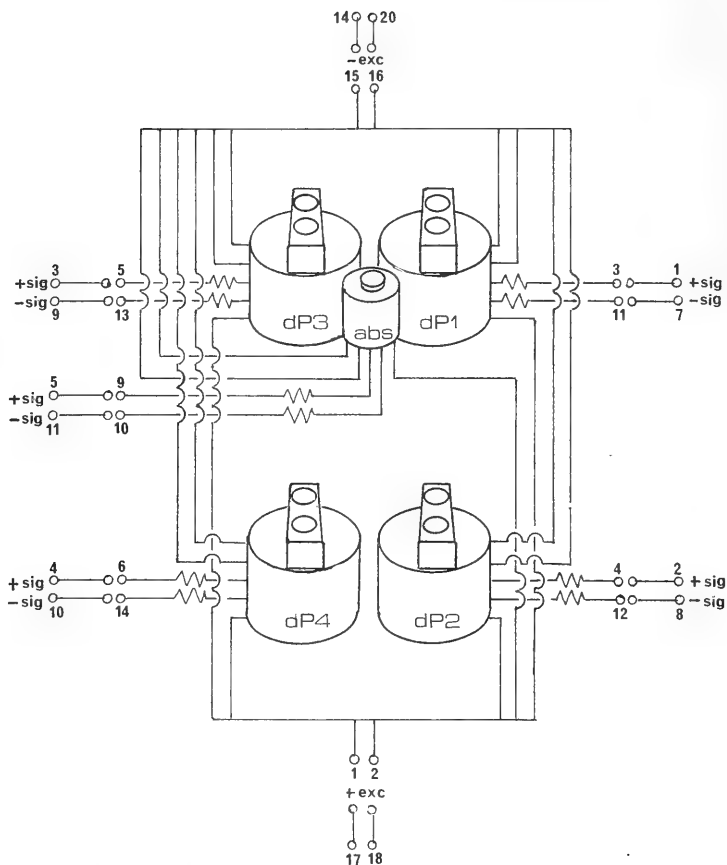 14 20
- exc
15 16
3 5
+sig
-sig
9 13
3 1
+sig
-sig
11 7
dP3
abs
dP1
5 9
+sig
-sig
11 10
4 6
+sig
-sig
10 14
4 2
+sig
-sig
12 8
dP4
dP2
1 2
+ exc
17 18